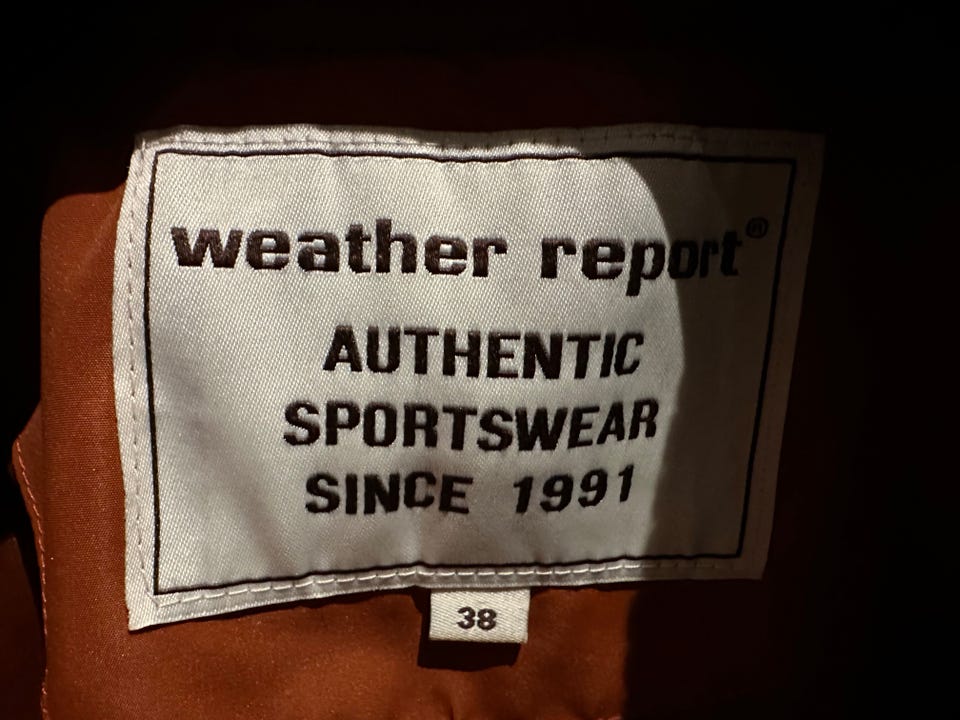 weather report®
AUTHENTIC
SPORTSWEAR
SINCE 1991
38